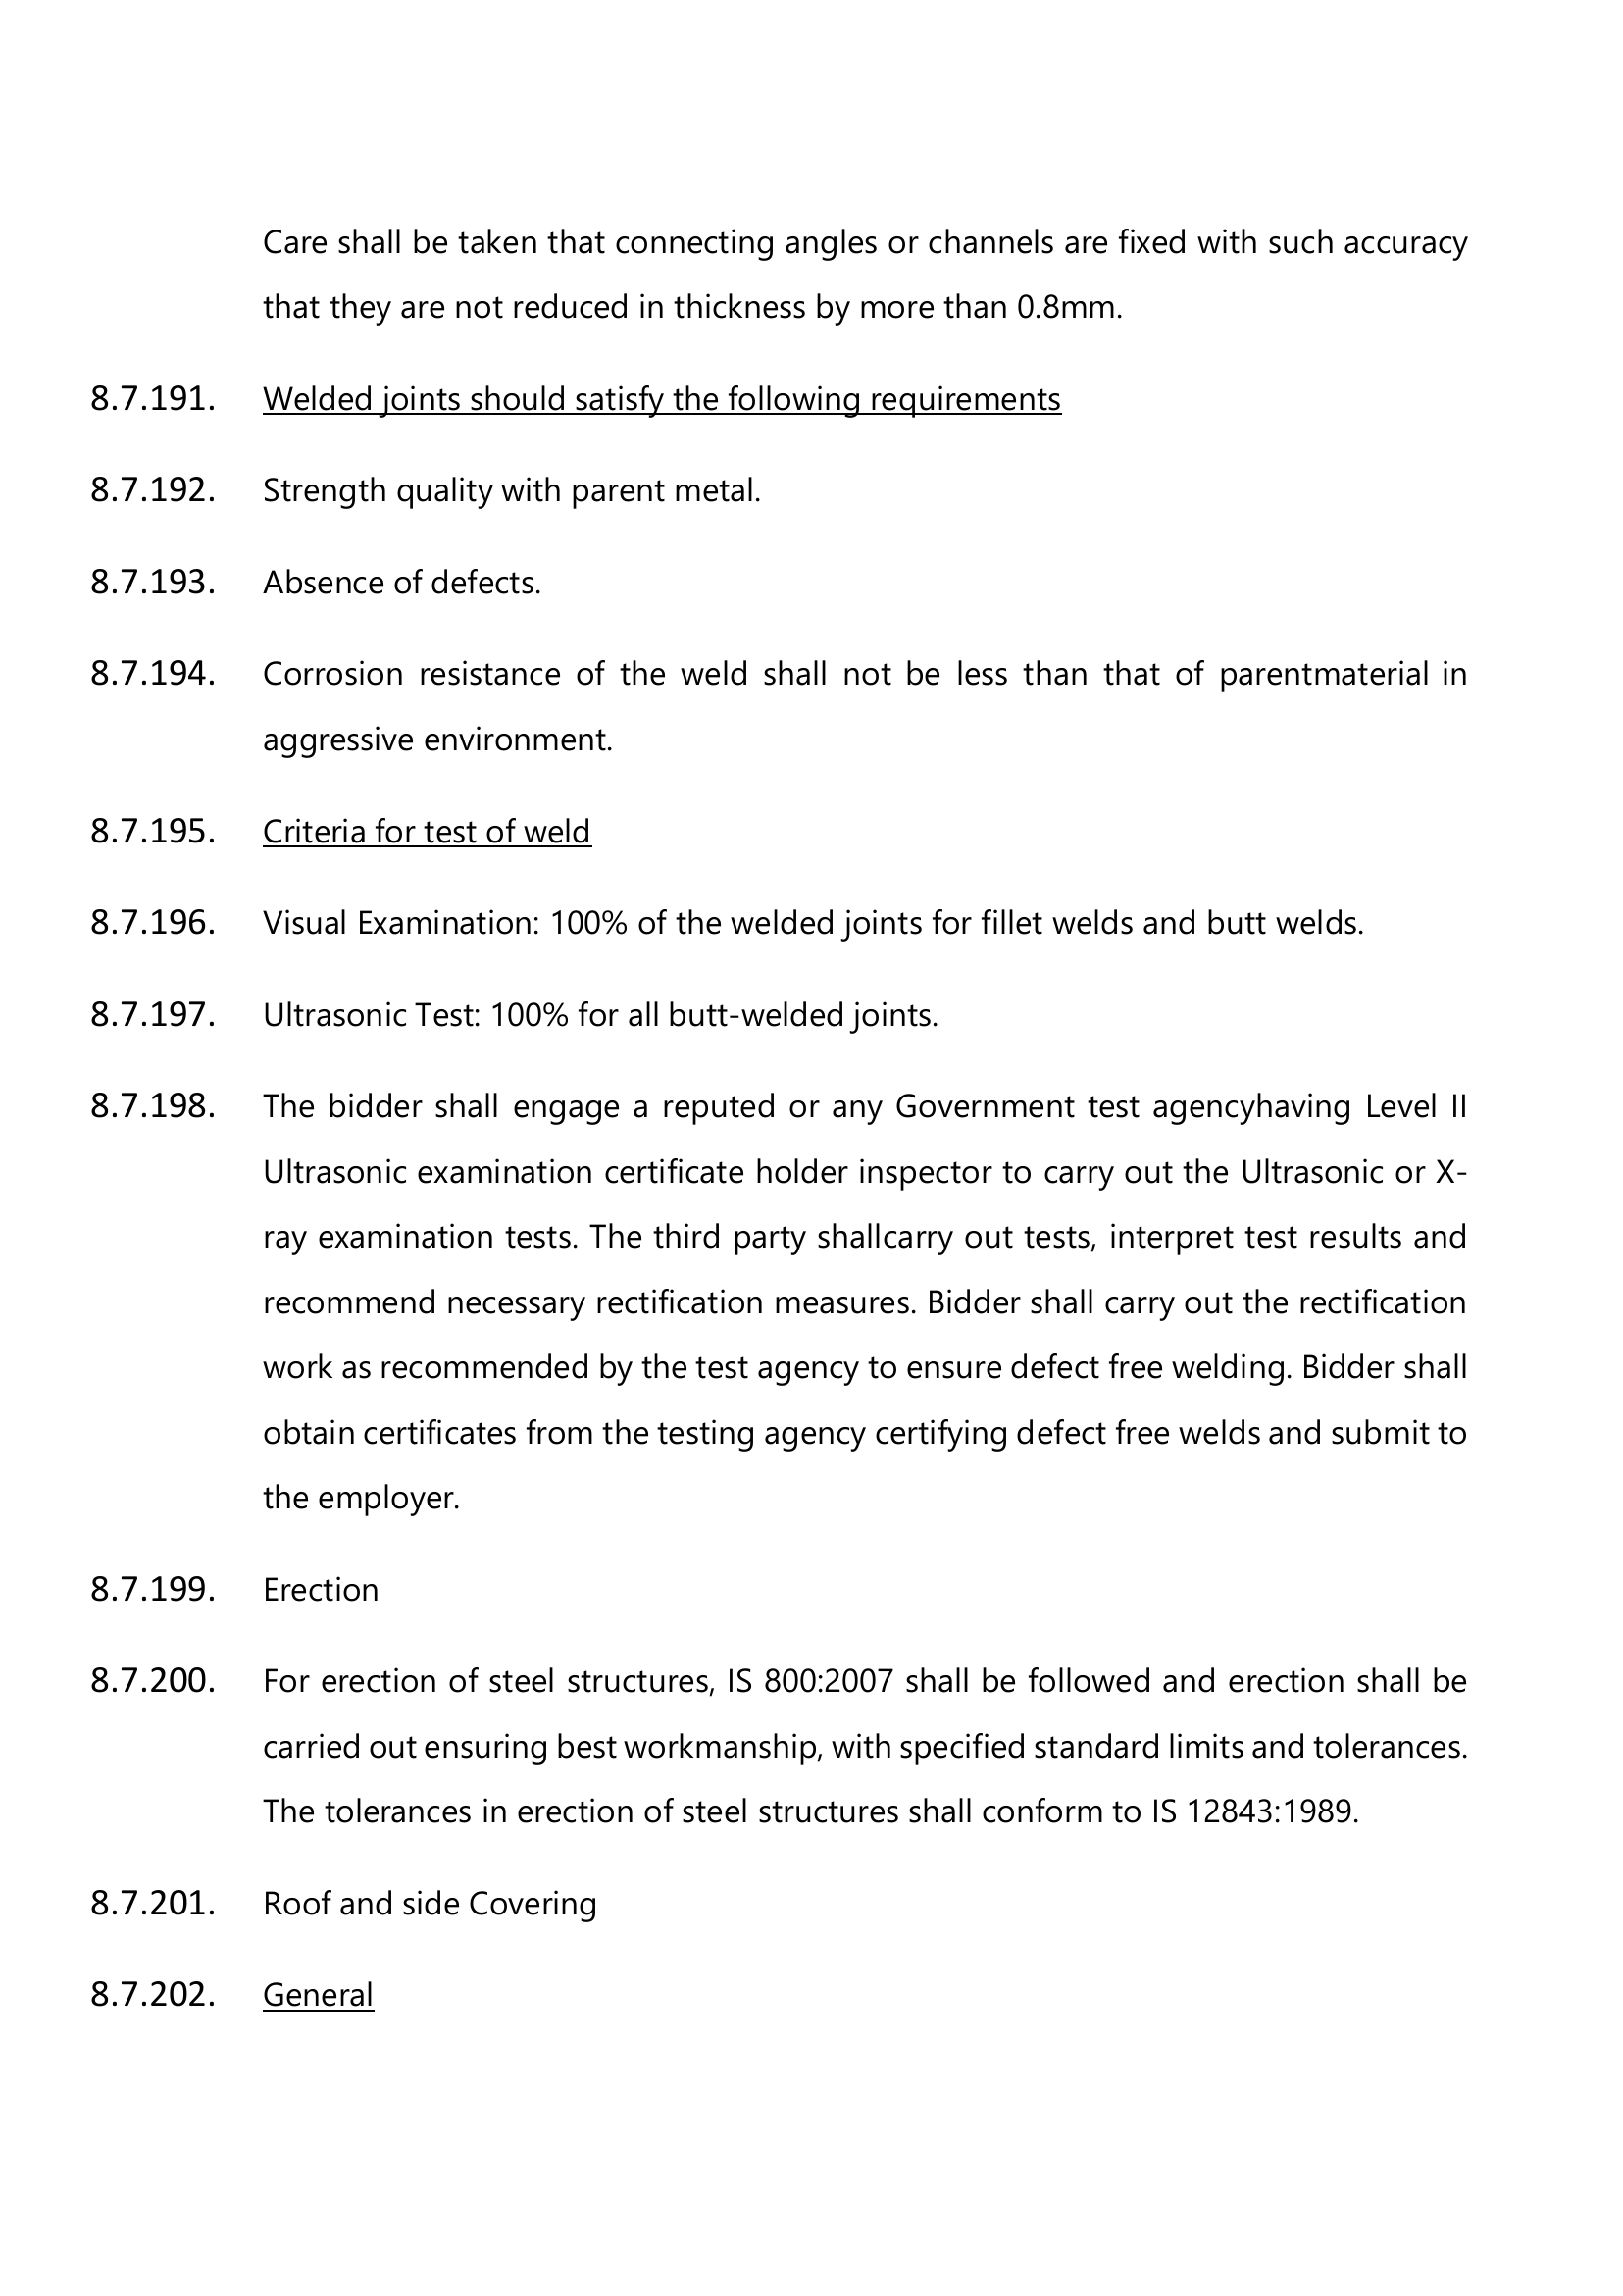 Care shall be taken that connecting angles or channels are fixed with such accuracy
that they are not reduced in thickness by more than 0.8mm.
8.7.191. Welded joints should satisfy the following requirements
8.7.192. Strength quality with parent metal.
8.7.193. Absence of defects.
8.7.194. Corrosion resistance of the weld shall not be less than that of parentmaterial in
aggressive environment.
8.7.195. Criteria for test of weld
8.7.196. Visual Examination: 100% of the welded joints for fillet welds and butt welds.
8.7.197. Ultrasonic Test: 100% for all butt-welded joints.
8.7.198. The bidder shall engage a reputed or any Government test agencyhaving Level II
Ultrasonic examination certificate holder inspector to carry out the Ultrasonic or X-
ray examination tests. The third party shallcarry out tests, interpret test results and
recommend necessary rectification measures. Bidder shall carry out the rectification
work as recommended by the test agency to ensure defect free welding. Bidder shall
obtain certificates from the testing agency certifying defect free welds and submit to
the employer.
8.7.199. Erection
8.7.200. For erection of steel structures, IS 800:2007 shall be followed and erection shall be
carried out ensuring best workmanship, with specified standard limits and tolerances.
The tolerances in erection of steel structures shall conform to IS 12843:1989.
8.7.201. Roof and side Covering
8.7.202. General